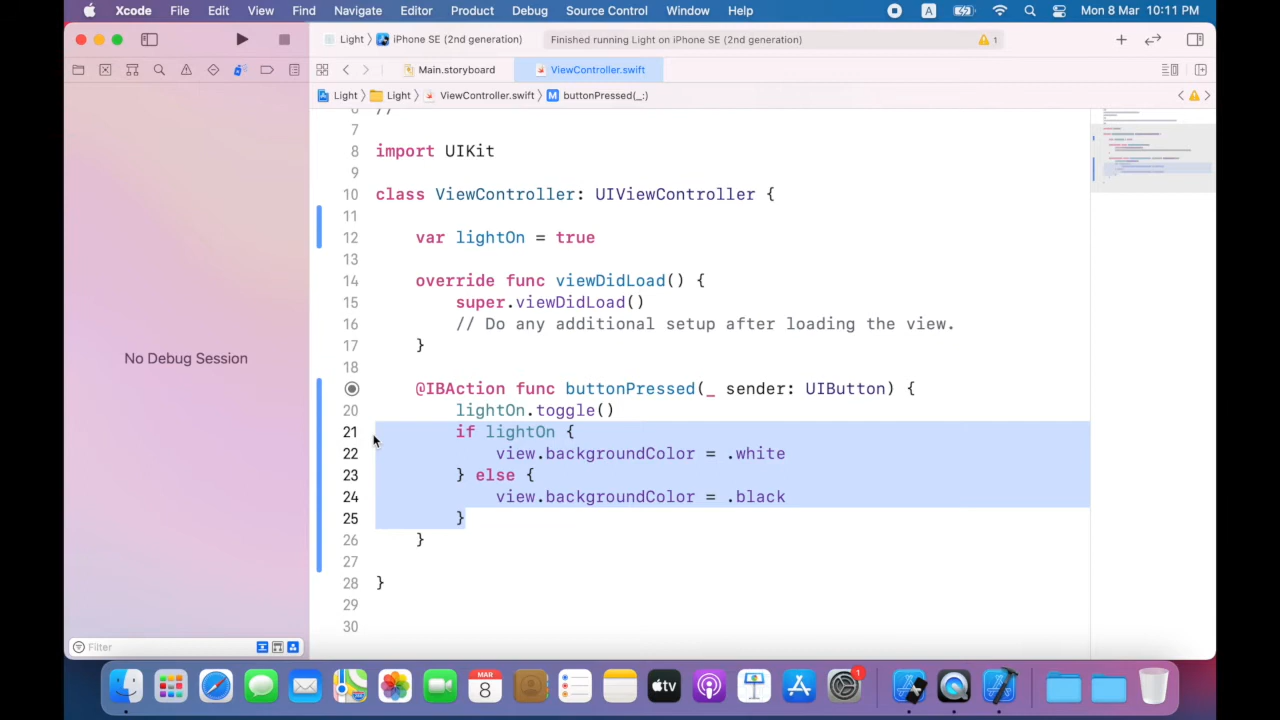 Xcode File Edit View Find Navigate Editor Product Debug Source Control Window Help A Mon 8 Mar 10:11 PM
Light iPhone SE (2nd generation) Finished running Light on iPhone SE (2nd generation) 1
Main.storyboard ViewController.swift
Light Light ViewController.swift M buttonPressed(_:)
6 //
7
8 import UIKit
9
10 class ViewController: UIViewController {
11
12 var lightOn = true
13
14 override func viewDidLoad() {
15 super.viewDidLoad()
16 // Do any additional setup after loading the view.
17 }
18
@IBAction func buttonPressed(_ sender: UIButton) {
20 lightOn.toggle()
21 if lightOn {
22 view.backgroundColor = .white
23 } else {
24 view.backgroundColor = .black
25 }
26 }
27
28 }
29
30
No Debug Session
Filter
MAR
8
tv
1